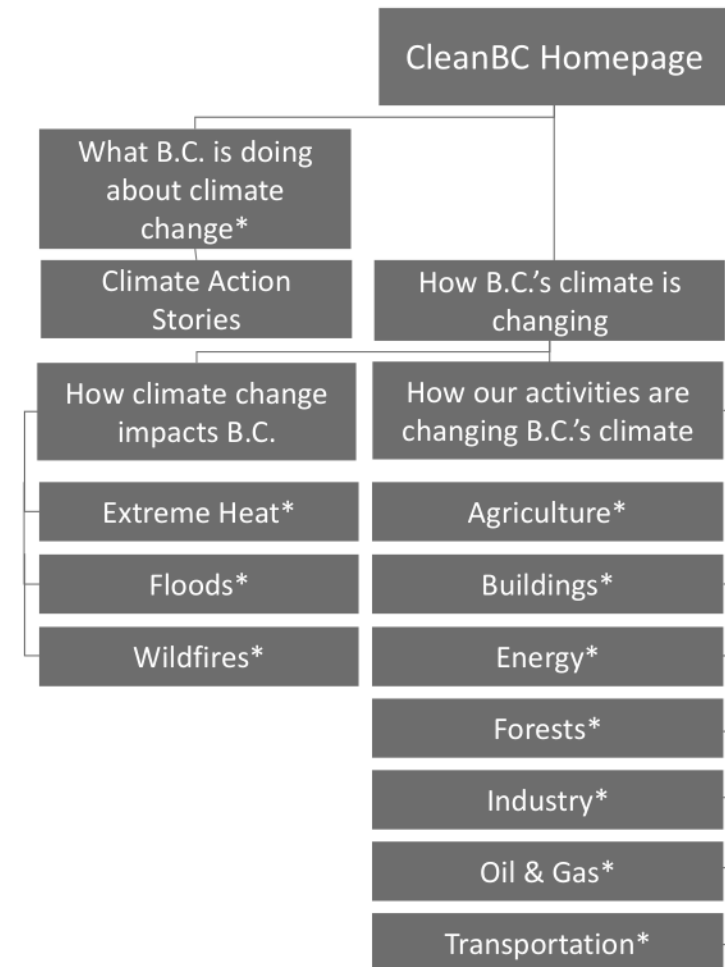 CleanBC Homepage
What B.C. is doing
about climate
change*
Climate Action
Stories
How B.C.’s climate is
changing
How climate change
impacts B.C.
How our activities are
changing B.C.’s climate
Extreme Heat*
Floods*
Wildfires*
Agriculture*
Buildings*
Energy*
Forests*
Industry*
Oil & Gas*
Transportation*